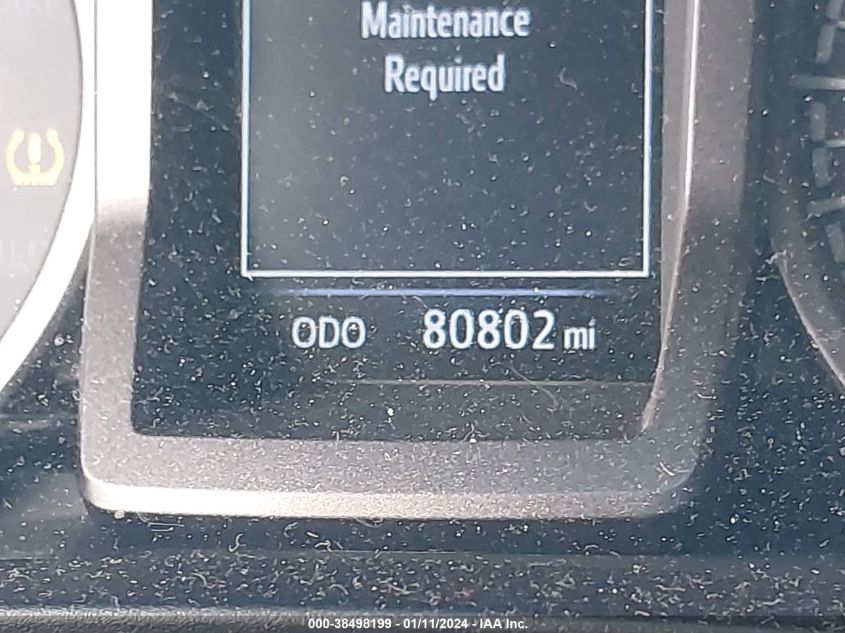 Maintenance
Required
ODO 80802 mi
000-38498199 - 01/11/2024 - IAA Inc.